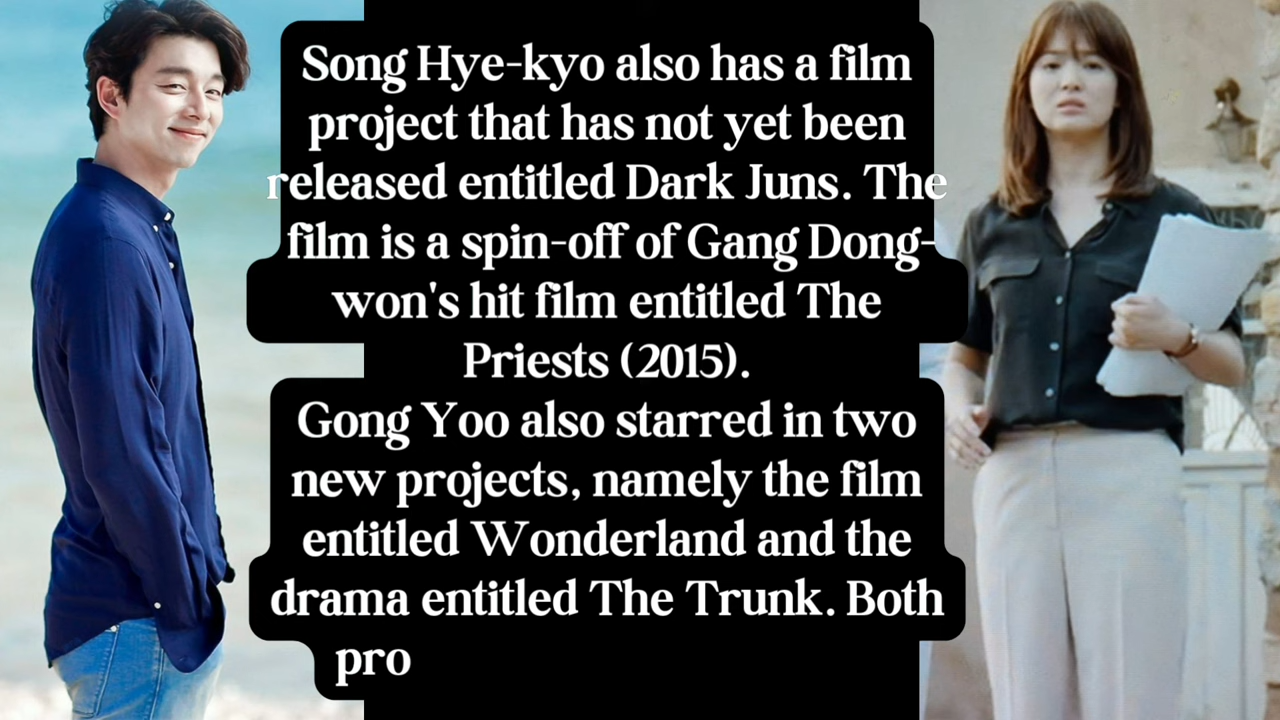 Song Hye-kyo also has a film
project that has not yet been
released entitled Dark Juns. The
film is a spin-off of Gang Dong-
won's hit film entitled The
Priests (2015).
Gong Yoo also starred in two
new projects, namely the film
entitled Wonderland and the
drama entitled The Trunk. Both
pro